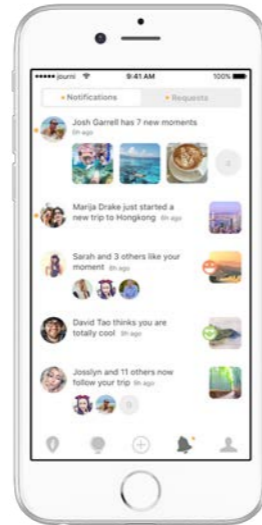 journi 9:41 AM 100%
Notifications Requests
Josh Garrell has 7 new moments
6h ago
Marija Drake just started a
new trip to Hongkong 6h ago
Sarah and 3 others like your
moment 6h ago
David Tao thinks you are
totally cool 9h ago
Josslyn and 11 others now
follow your trip 9h ago